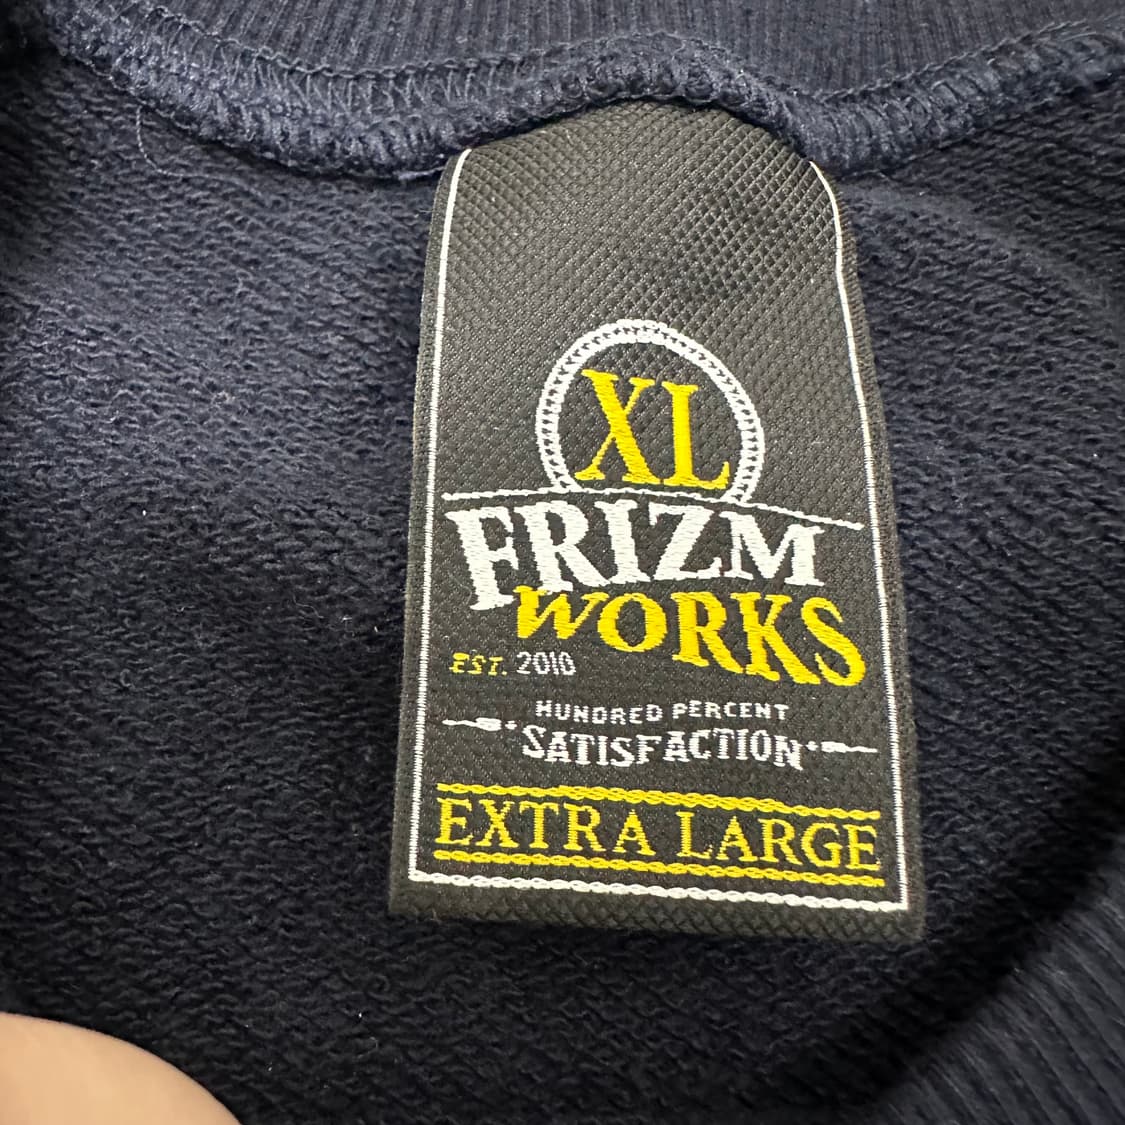 XL
FRIZM
WORKS
EST. 2010
HUNDRED PERCENT
SATISFACTION
EXTRA LARGE